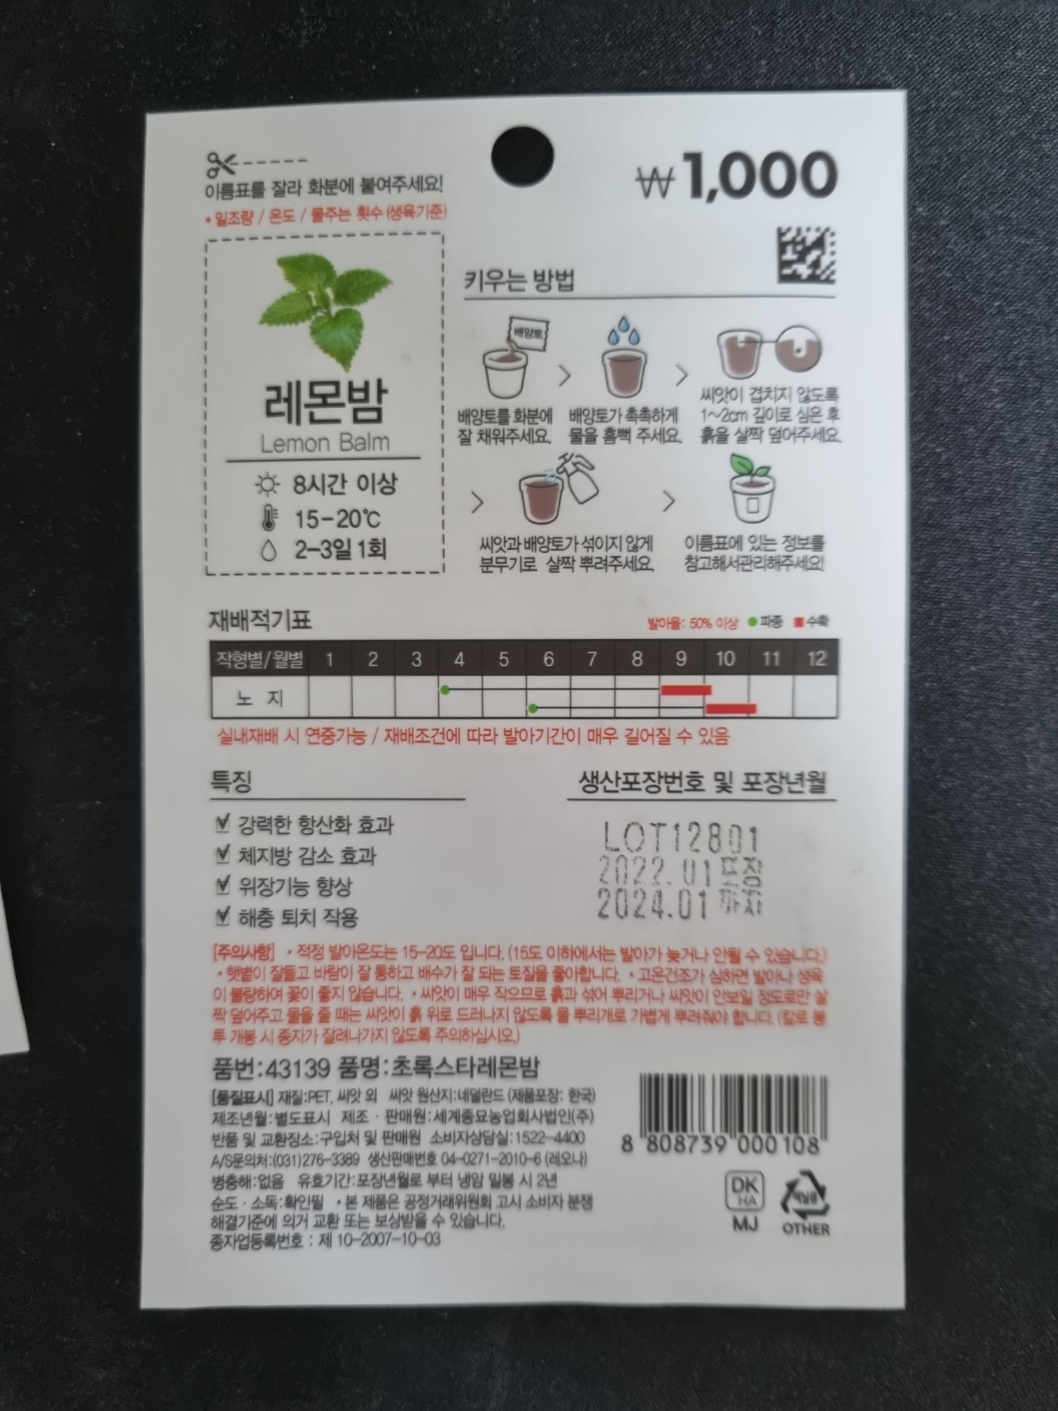 이름표를 잘라 화분에 붙여주세요!
* 일조량 / 온도 / 물주는 횟수 (생육기준)
₩1,000
레몬밤
Lemon Balm
8시간 이상
15-20℃
2-3일 1회
키우는 방법
배양토
배양토를 화분에
잘 채워주세요.
배양토가 촉촉하게
물을 흠뻑 주세요.
씨앗이 겹치지 않도록
1~2cm 깊이로 심은 후
흙을 살짝 덮어주세요.
씨앗과 배양토가 섞이지 않게
분무기로 살짝 뿌려주세요.
이름표에 있는 정보를
참고해서관리해주세요!
재배적기표
발아율: 50% 이상 ●파종 ■수확
작형별/월별 1 2 3 4 5 6 7 8 9 10 11 12
노 지
실내재배 시 연중가능 / 재배조건에 따라 발아기간이 매우 길어질 수 있음
특징
강력한 항산화 효과
체지방 감소 효과
위장기능 향상
해충 퇴치 작용
생산포장번호 및 포장년월
LOT12801
2022.01 포장
2024.01 까지
[주의사항] • 적정 발아온도는 15-20도 입니다. (15도 이하에서는 발아가 늦거나 안될 수 있습니다.)
• 햇볕이 잘들고 바람이 잘 통하고 배수가 잘 되는 토질을 좋아합니다. • 고온건조가 심하면 발아나 생육
이 불량하여 꽃이 좋지 않습니다. • 씨앗이 매우 작으므로 흙과 섞어 뿌리거나 씨앗이 안보일 정도로만 살
짝 덮어주고 물을 줄 때는 씨앗이 흙 위로 드러나지 않도록 물 뿌리개로 가볍게 뿌려줘야 합니다. (칼로 봉
투 개봉 시 종자가 잘려나가지 않도록 주의하십시오.)
품번:43139 품명:초록스타레몬밤
[품질표시] 재질:PET, 씨앗 외 씨앗 원산지:네덜란드 (제품포장: 한국)
제조년월:별도표시 제조 · 판매원:세계종묘농업회사법인(주)
반품 및 교환장소:구입처 및 판매원 소비자상담실:1522-4400
A/S문의처:(031)276-3389 생산판매번호 04-0271-2010-6 (레오나)
병충해:없음 유효기간:포장년월로 부터 냉암 밀봉 시 2년
순도 · 소독:확인필 • 본 제품은 공정거래위원회 고시 소비자 분쟁
해결기준에 의거 교환 또는 보상받을 수 있습니다.
종자업등록번호 : 제 10-2007-10-03
8 808739 000108
DK
HA
MJ
비닐류
OTHER